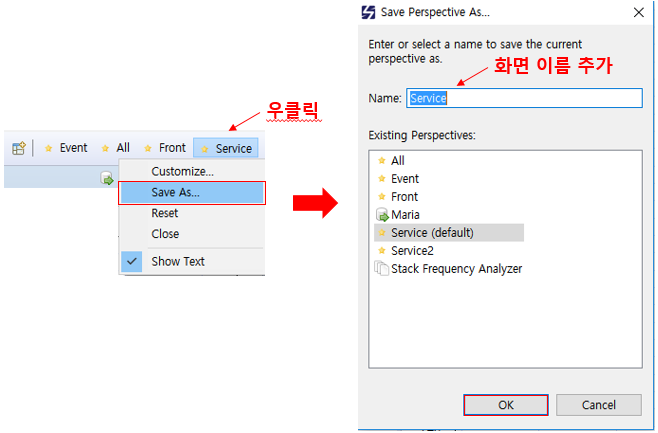 우클릭
Event All Front Service
Customize...
Save As...
Reset
Close
Show Text
Save Perspective As...
Enter or select a name to save the current
perspective as.
화면 이름 추가
Name: Service
Existing Perspectives:
All
Event
Front
Maria
Service (default)
Service2
Stack Frequency Analyzer
OK Cancel